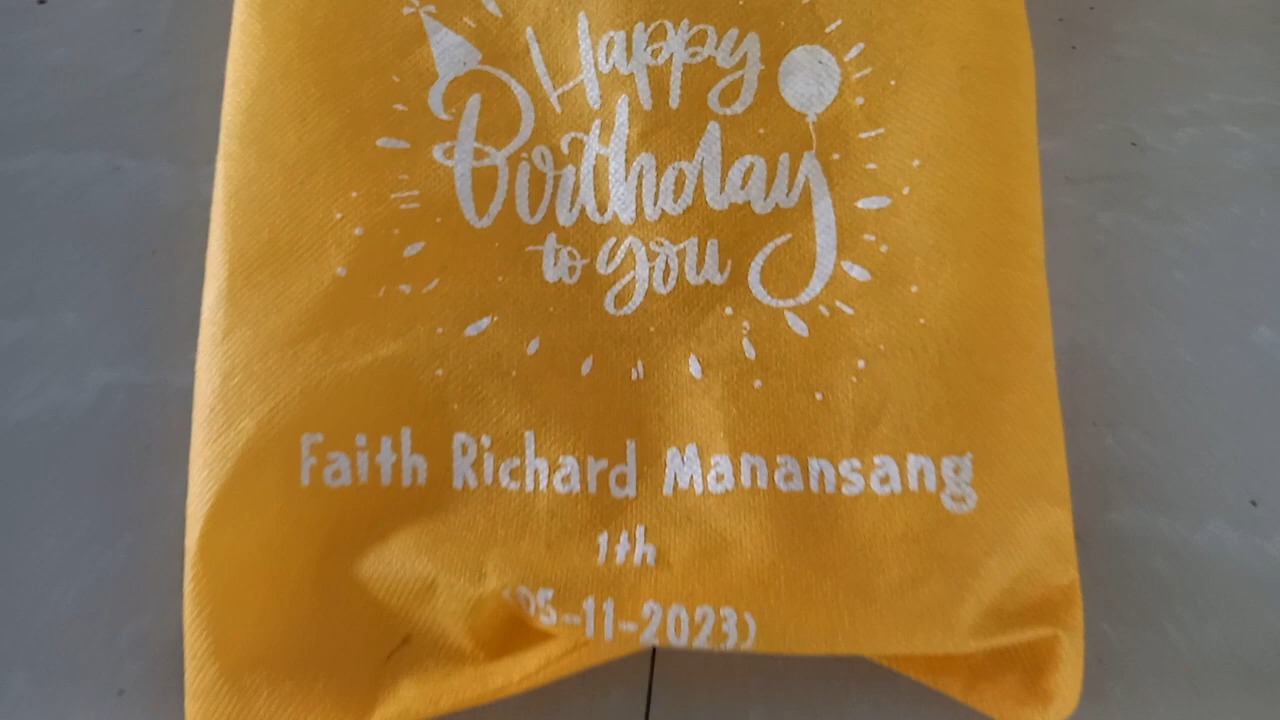 Happy
Birthday
to you
Faith Richard Manansang
1th
(05-11-2023)